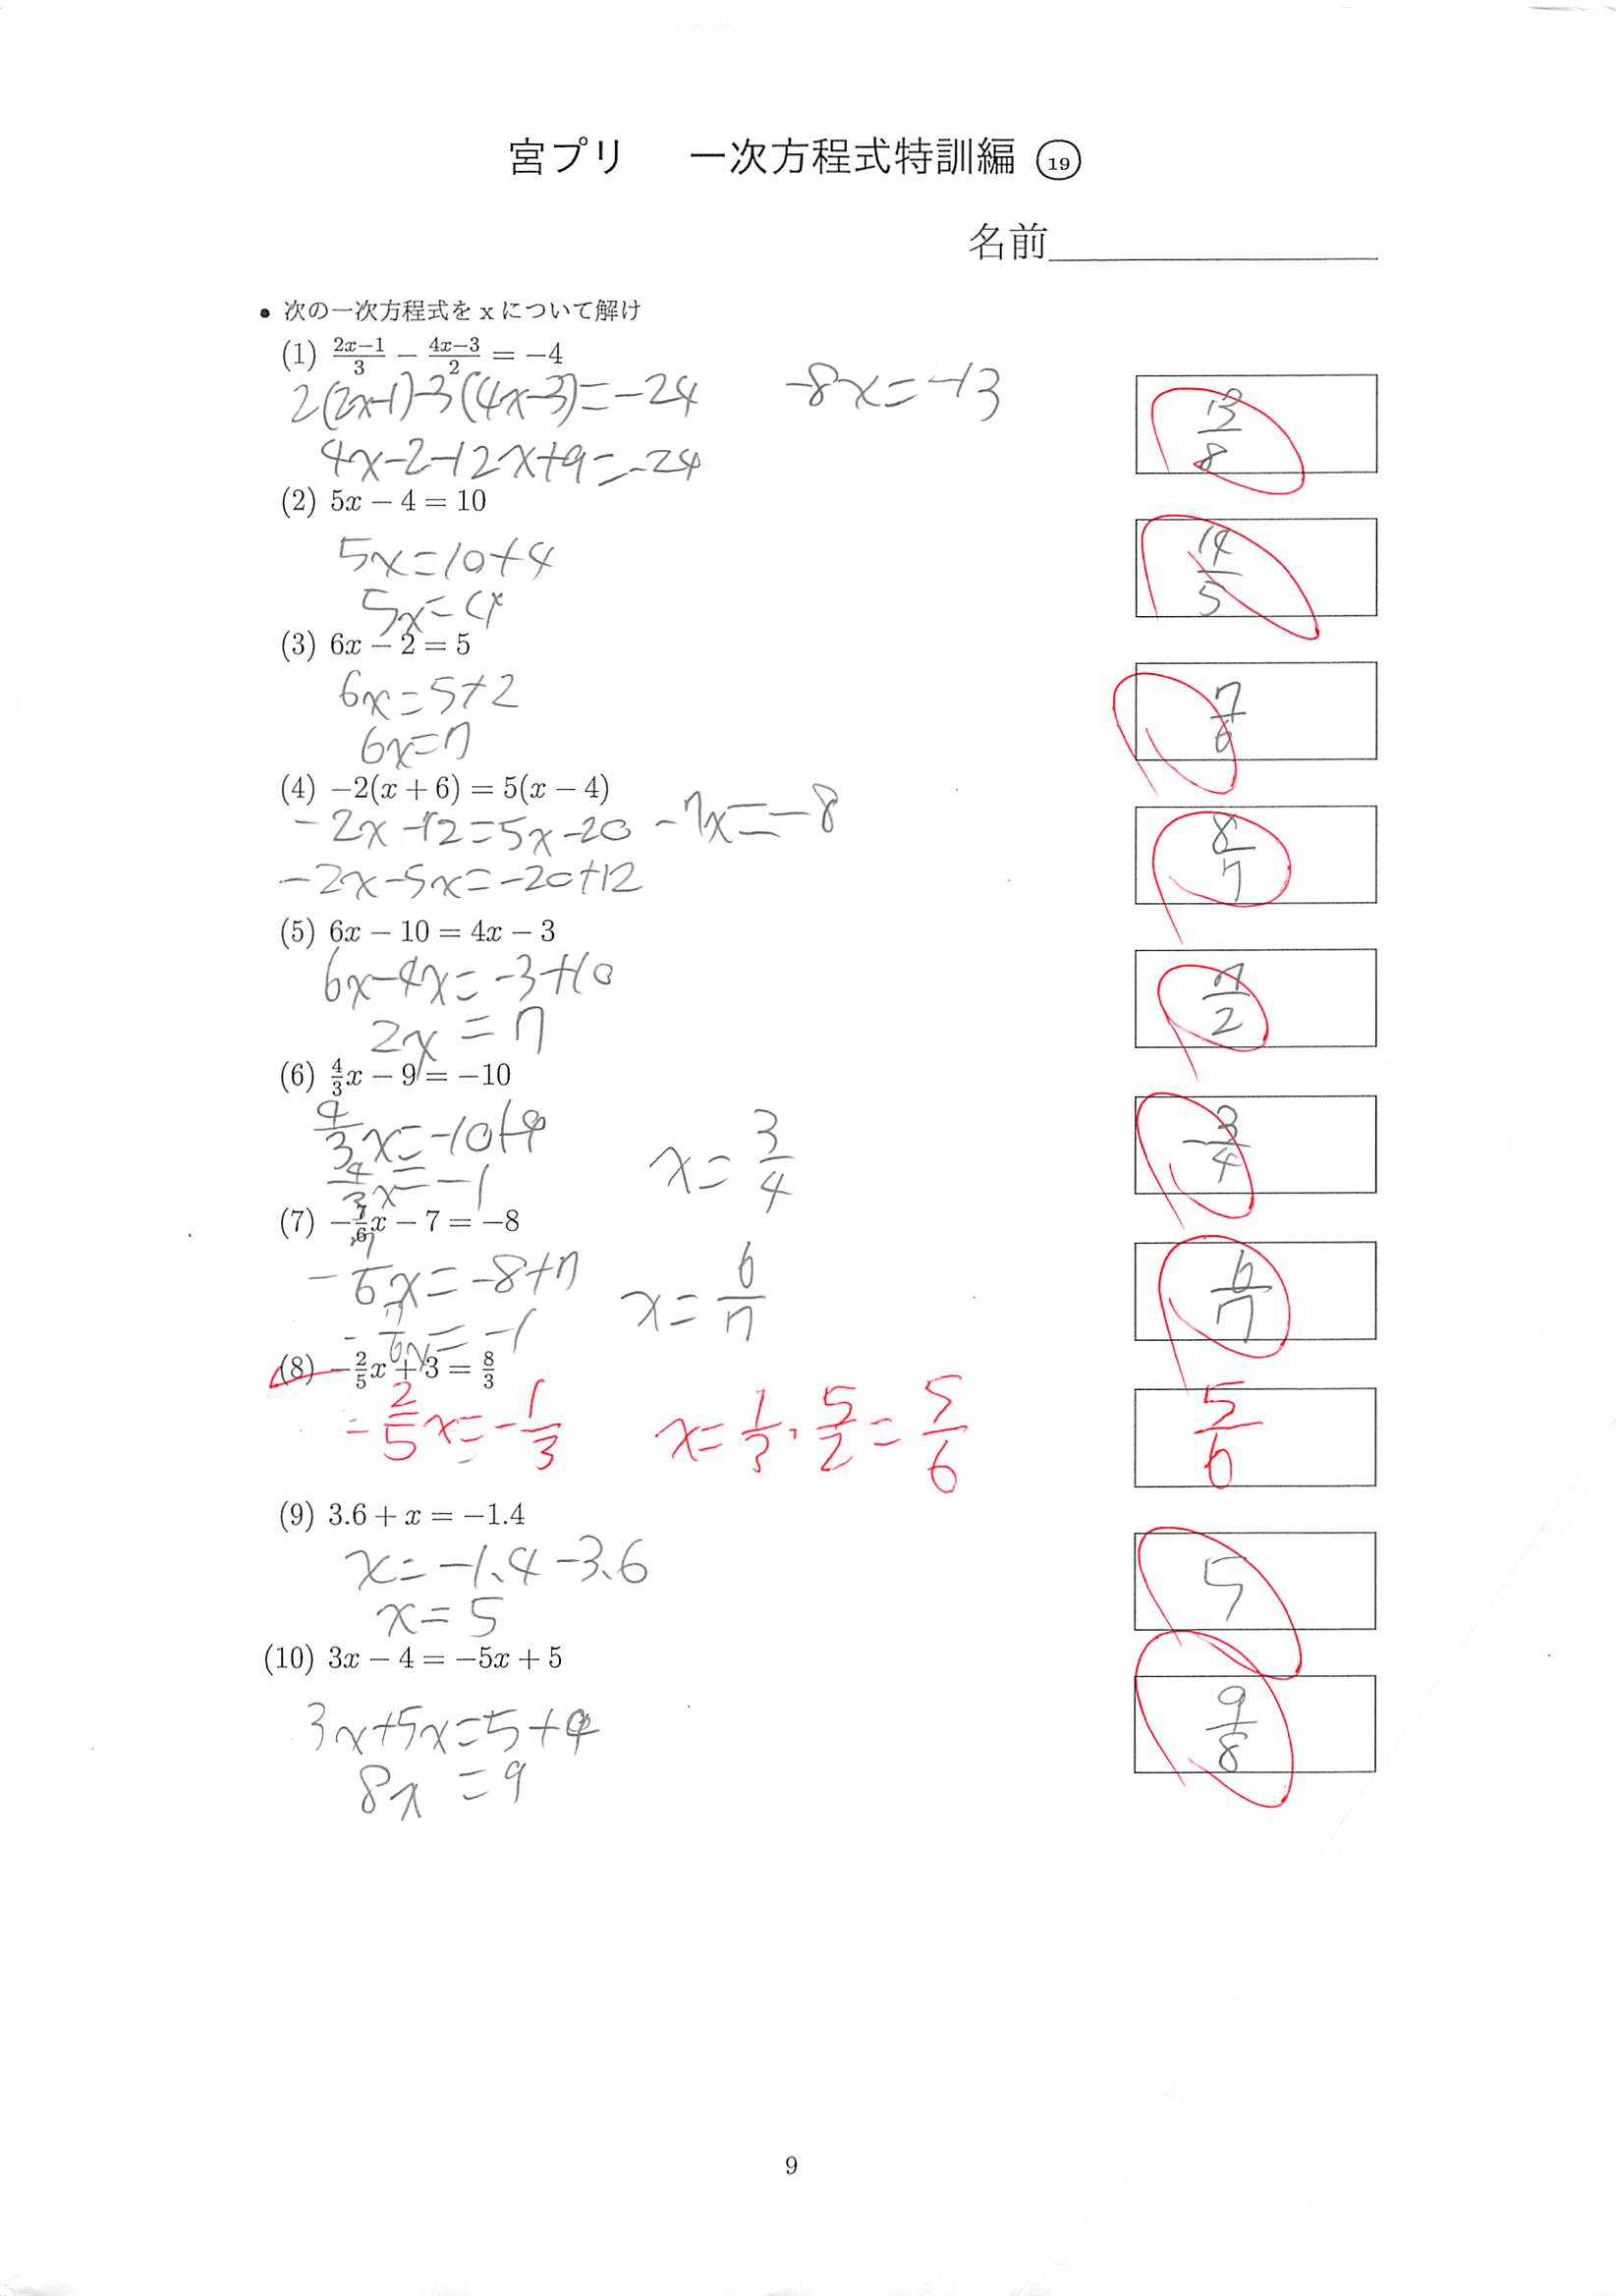 宮プリ 一次方程式特訓編 ⑲
名前
• 次の一次方程式を x について解け
(1) \frac{2x-1}{3} - \frac{4x-3}{2} = -4
2(2x-1)-3(4x-3)=-24 -8x=-13
\frac{13}{8}
4x-2-12x+9=-24
(2) 5x - 4 = 10
5x=10+4
\frac{14}{5}
(3) 6x - 2 = 5
6x=5+2
\frac{7}{6}
6x=7
(4) -2(x + 6) = 5(x - 4)
-2x-12=5x-20 -7x=-8
\frac{8}{7}
-2x-5x=-20+12
(5) 6x - 10 = 4x - 3
6x-4x=-3+10
\frac{7}{2}
2x=7
(6) \frac{4}{3}x - 9 = -10
\frac{4}{3}x=-10+9
x=\frac{3}{4}
-\frac{3}{4}
\frac{4}{3}x=-1
(7) -\frac{7}{6}x - 7 = -8
-\frac{7}{6}x=-8+7
x=\frac{6}{7}
\frac{6}{7}
-\frac{7}{6}x=-1
(8) -\frac{2}{5}x + 3 = \frac{8}{3}
-\frac{2}{5}x=-\frac{1}{3} x=\frac{1}{3}·\frac{5}{2}=\frac{5}{6}
\frac{5}{6}
(9) 3.6 + x = -1.4
x=-1.4-3.6
5
x=5
(10) 3x - 4 = -5x + 5
3x+5x=5+4
\frac{9}{8}
8x=9
9